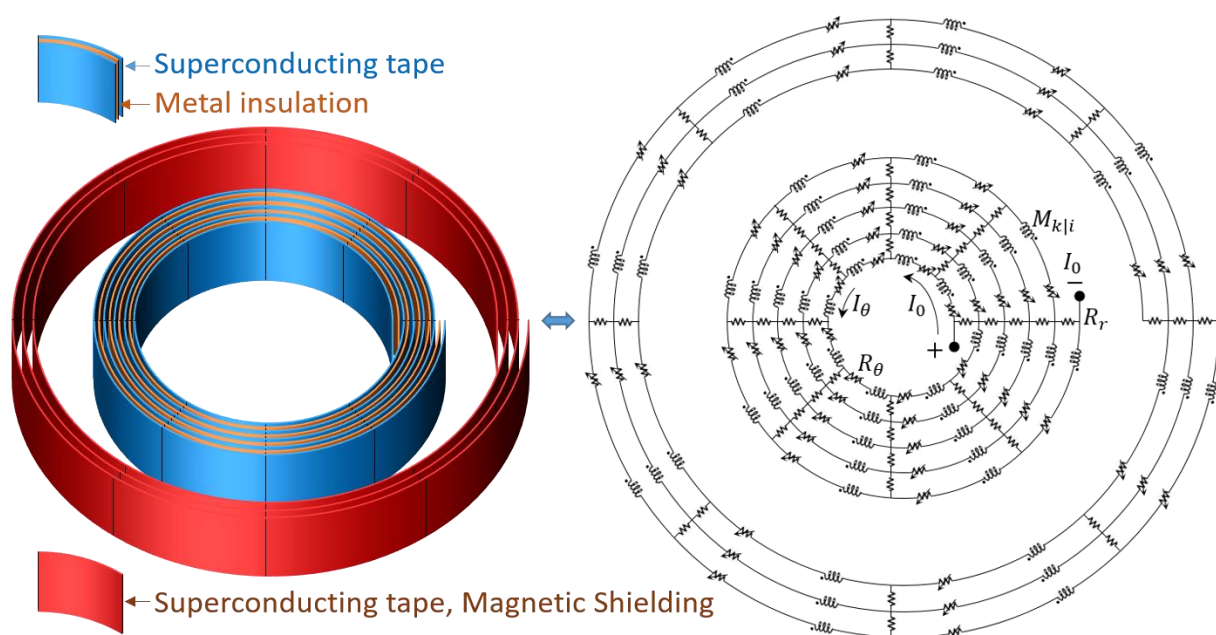 Superconducting tape
Metal insulation
Superconducting tape, Magnetic Shielding
M_{k|i}
I_0
−
R_r
I_θ
I_0
+
R_θ